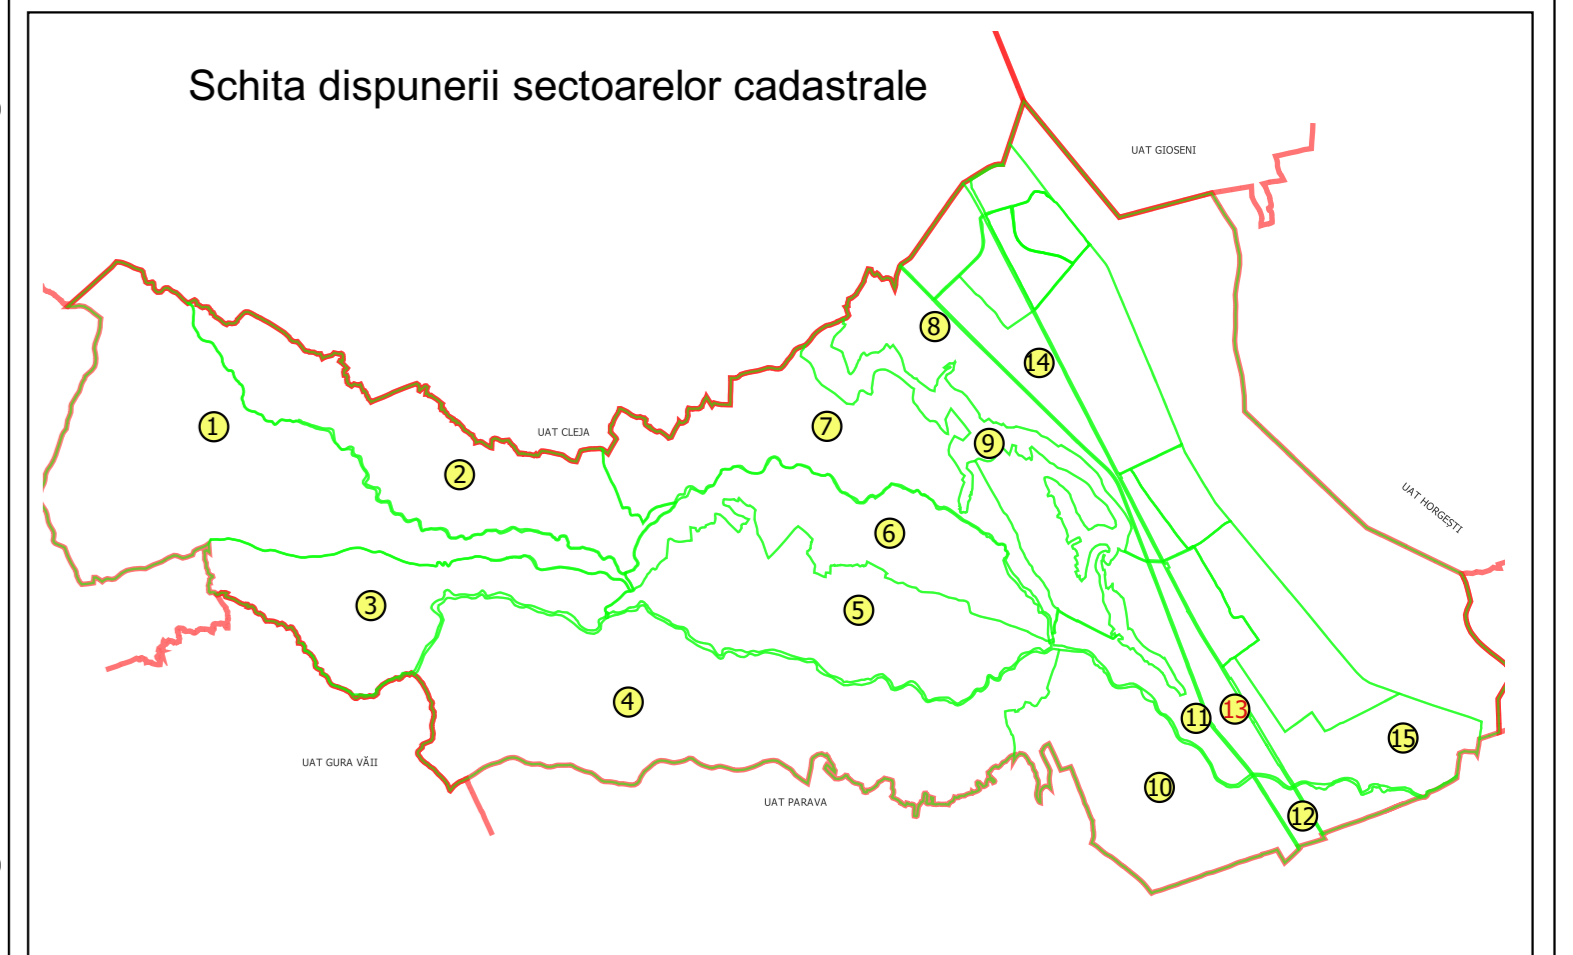 Schita dispunerii sectoarelor cadastrale
UAT GIOSENI
8
14
1
7
UAT CLEJA
9
2
UAT HORGEȘTI
6
3
5
4
11
13
15
UAT GURA VĂII
10
UAT PARAVA
12